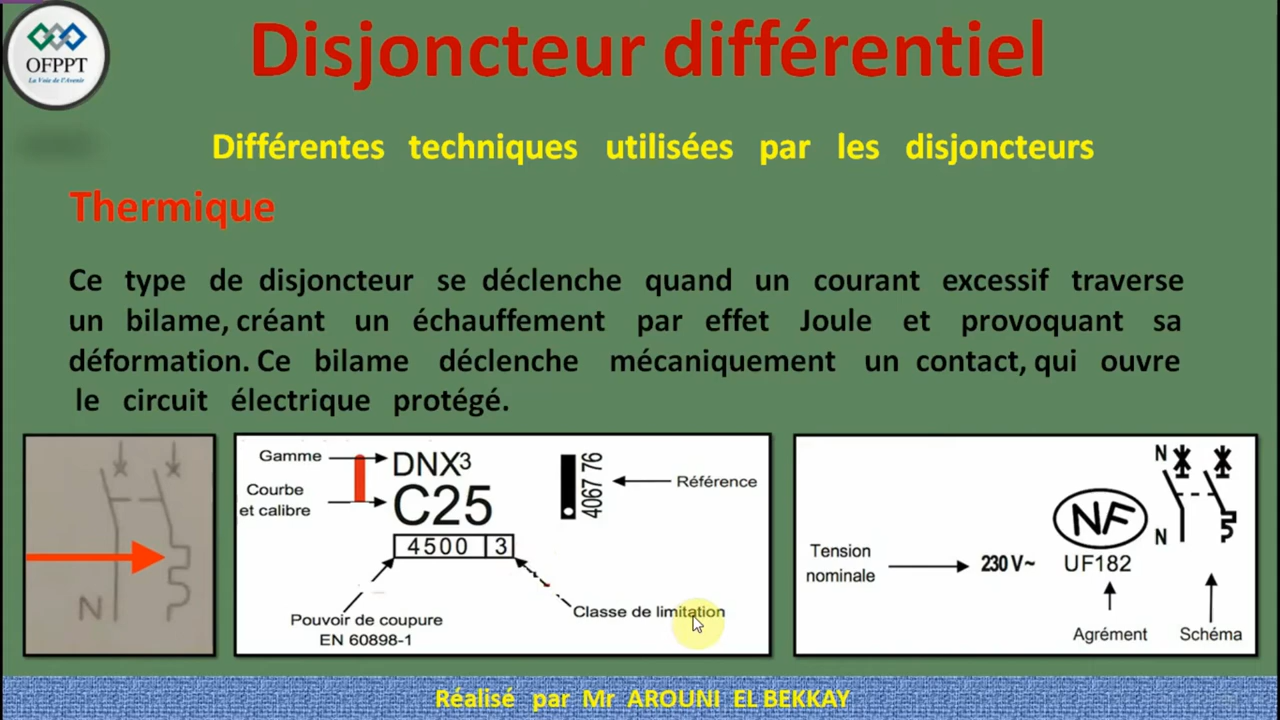 OFPPT
La Voie de l'Avenir
Disjoncteur différentiel
Différentes techniques utilisées par les disjoncteurs
Thermique
Ce type de disjoncteur se déclenche quand un courant excessif traverse
un bilame, créant un échauffement par effet Joule et provoquant sa
déformation. Ce bilame déclenche mécaniquement un contact, qui ouvre
le circuit électrique protégé.
N
Gamme
DNX³
Courbe
et calibre
C25
4500 3
4067 76
Référence
Pouvoir de coupure
EN 60898-1
Classe de limitation
Tension
nominale
230 V~
NF
UF182
Agrément
N
N
Schéma
Réalisé par Mr AROUNI EL BEKKAY